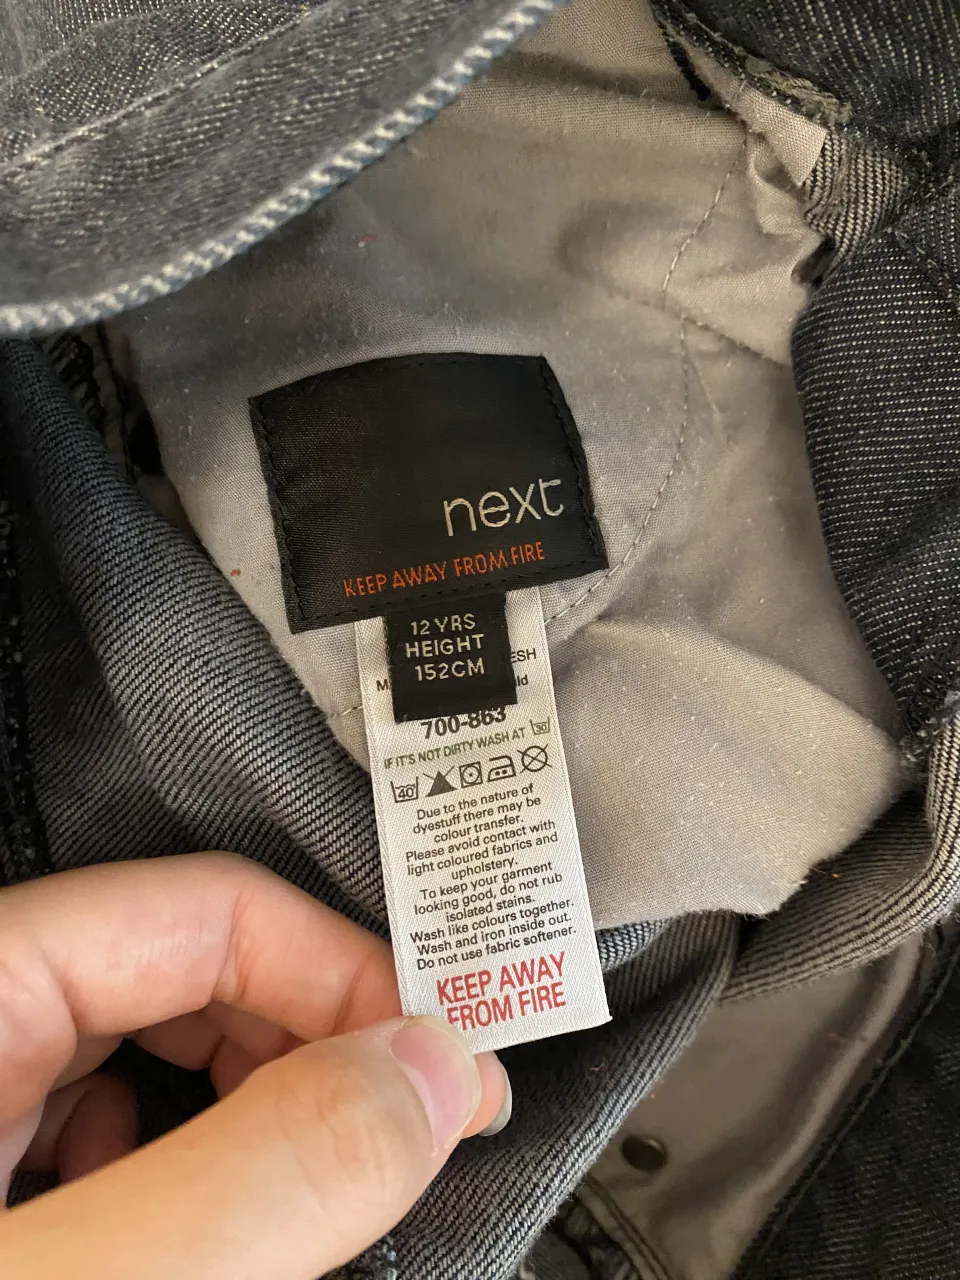 next
KEEP AWAY FROM FIRE
12 YRS
HEIGHT
152CM
700-863
IF IT'S NOT DIRTY WASH AT 30
40
Due to the nature of
dyestuff there may be
colour transfer.
Please avoid contact with
light coloured fabrics and
upholstery.
To keep your garment
looking good, do not rub
isolated stains.
Wash like colours together.
Wash and iron inside out.
Do not use fabric softener.
KEEP AWAY
FROM FIRE